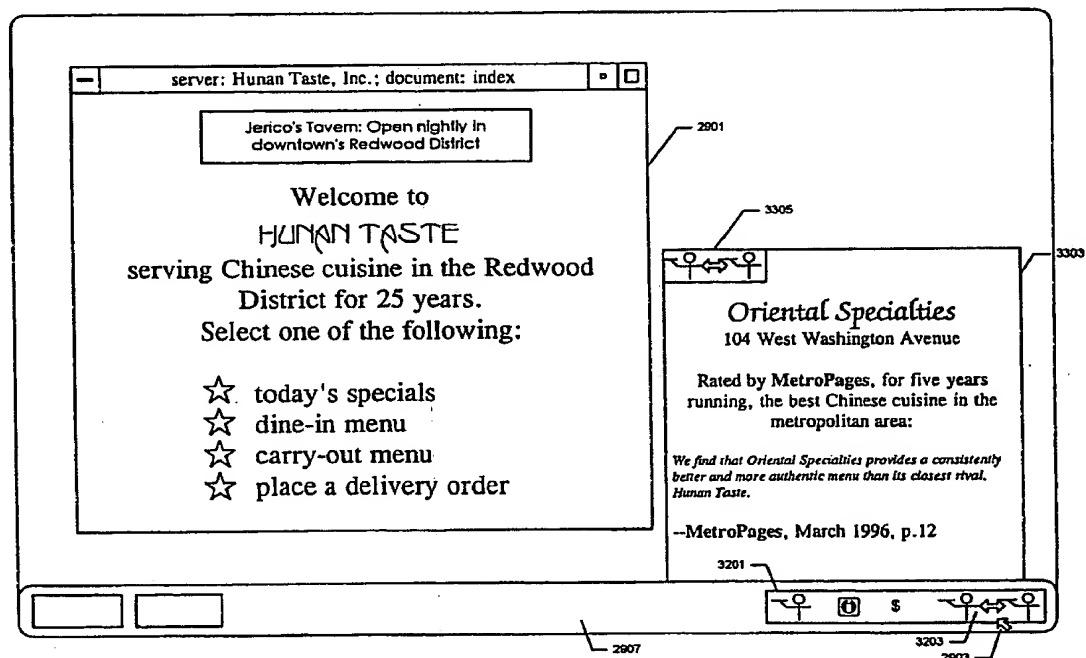 server: Hunan Taste, Inc.; document: index
Jerico's Tavern: Open nightly in
downtown's Redwood District
2901
Welcome to
HUNAN TASTE
serving Chinese cuisine in the Redwood
District for 25 years.
Select one of the following:
today's specials
dine-in menu
carry-out menu
place a delivery order
3305
3303
Oriental Specialties
104 West Washington Avenue
Rated by MetroPages, for five years
running, the best Chinese cuisine in the
metropolitan area:
We find that Oriental Specialties provides a consistently
better and more authentic menu than its closest rival,
Hunan Taste.
--MetroPages, March 1996, p.12
3201
$
3203
2903
2907